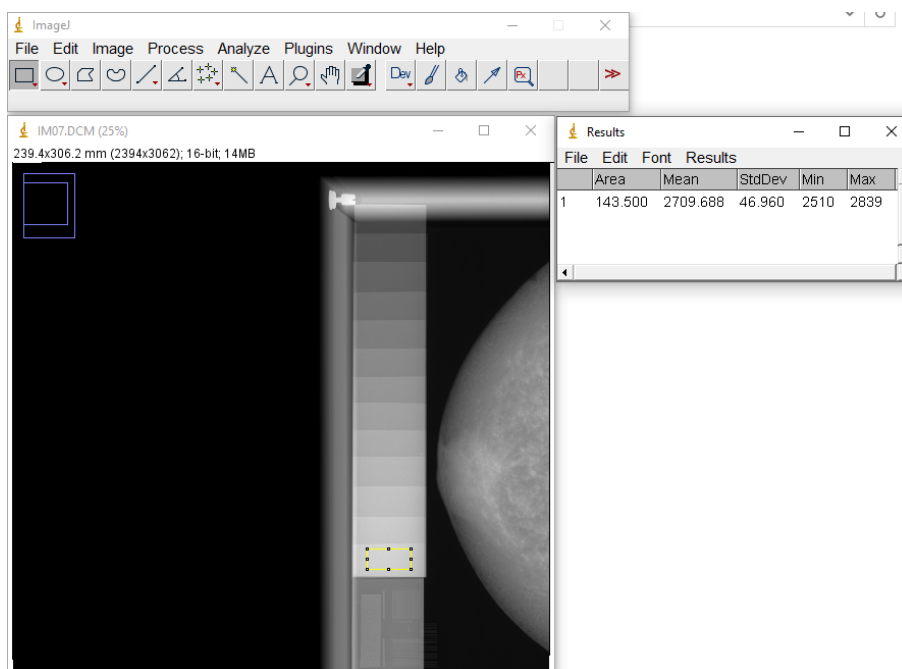 ImageJ
File Edit Image Process Analyze Plugins Window Help
Dev
Px
>>
IM07.DCM (25%)
239.4x306.2 mm (2394x3062); 16-bit; 14MB
Results
File Edit Font Results
Area Mean StdDev Min Max
1 143.500 2709.688 46.960 2510 2839